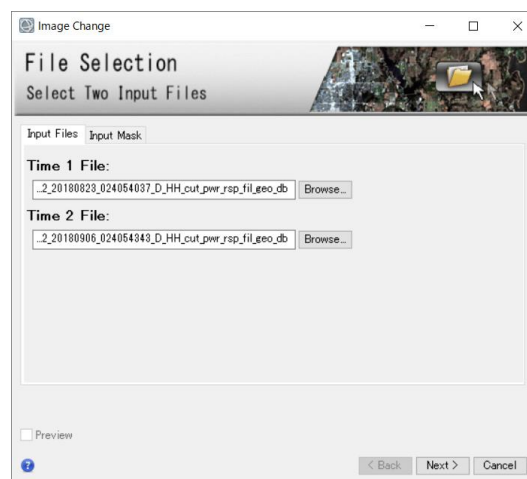 Image Change
File Selection
Select Two Input Files
Input Files Input Mask
Time 1 File:
...2_20180823_024054037_D_HH_cut_pwr_rsp_fil_geo_db Browse...
Time 2 File:
...2_20180906_024054343_D_HH_cut_pwr_rsp_fil_geo_db Browse...
Preview
< Back Next > Cancel